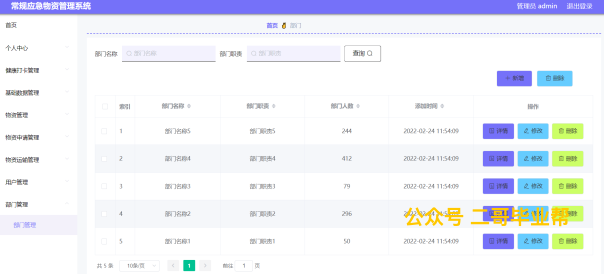 常规应急物资管理系统
管理员 admin 退出登录
首页
首页 部门
个人中心
健康打卡管理
基础数据管理
物资管理
物资申请管理
物资运输管理
用户管理
部门管理
部门管理
部门名称 部门名称 部门职责 部门职责 查询
+ 新增 删除
索引 部门名称 部门职责 部门人数 添加时间 操作
1 部门名称5 部门职责5 244 2022-02-24 11:54:09 详情 修改 删除
2 部门名称4 部门职责4 412 2022-02-24 11:54:09 详情 修改 删除
3 部门名称3 部门职责3 79 2022-02-24 11:54:09 详情 修改 删除
4 部门名称2 部门职责2 296 2022-02-24 11:54:09 详情 修改 删除
公众号 二哥毕业帮
5 部门名称1 部门职责1 50 2022-02-24 11:54:09 详情 修改 删除
共 5 条 10条/页 < 1 > 前往 1 页